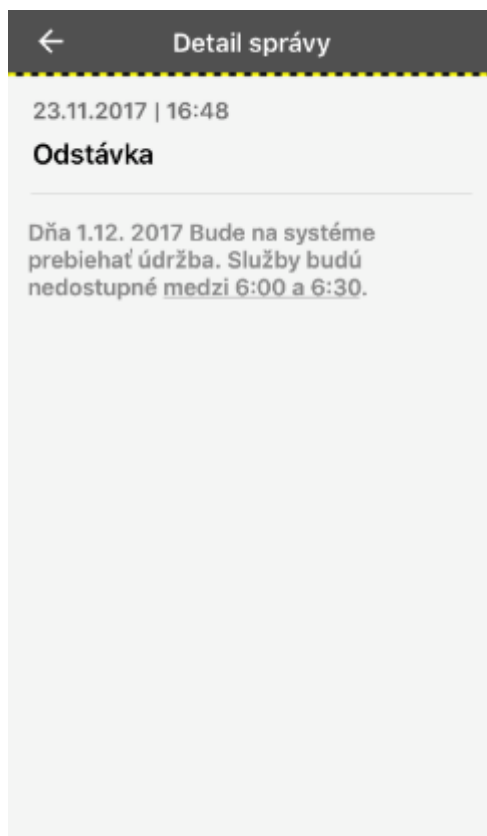 Detail správy
23.11.2017 | 16:48
Odstávka
Dňa 1.12. 2017 Bude na systéme
prebiehať údržba. Služby budú
nedostupné medzi 6:00 a 6:30.